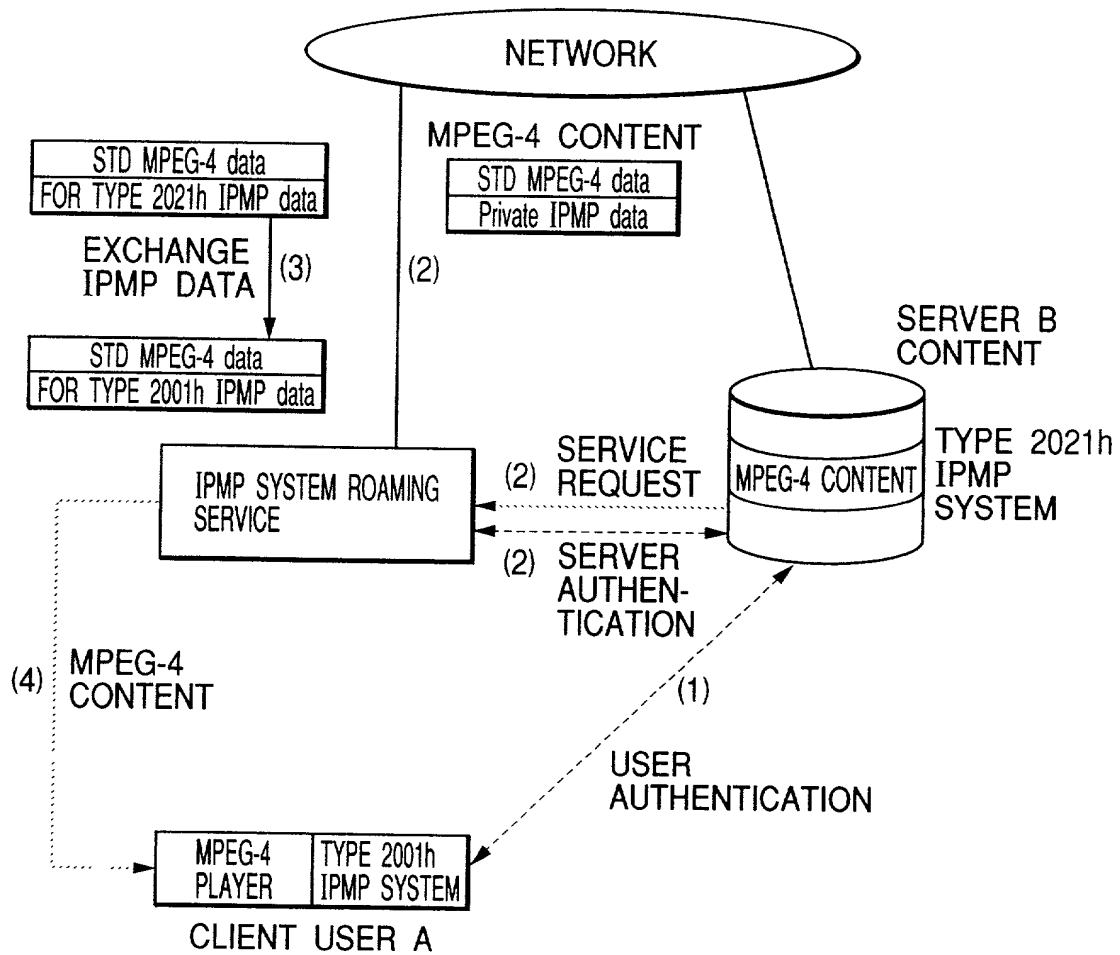 NETWORK
MPEG-4 CONTENT
STD MPEG-4 data
Private IPMP data
STD MPEG-4 data
FOR TYPE 2021h IPMP data
EXCHANGE
IPMP DATA
(3)
(2)
STD MPEG-4 data
FOR TYPE 2001h IPMP data
SERVER B
CONTENT
MPEG-4 CONTENT
TYPE 2021h
IPMP
SYSTEM
IPMP SYSTEM ROAMING
SERVICE
(2)
SERVICE
REQUEST
(2)
SERVER
AUTHEN-
TICATION
(4)
MPEG-4
CONTENT
(1)
USER
AUTHENTICATION
MPEG-4
PLAYER
TYPE 2001h
IPMP SYSTEM
CLIENT USER A